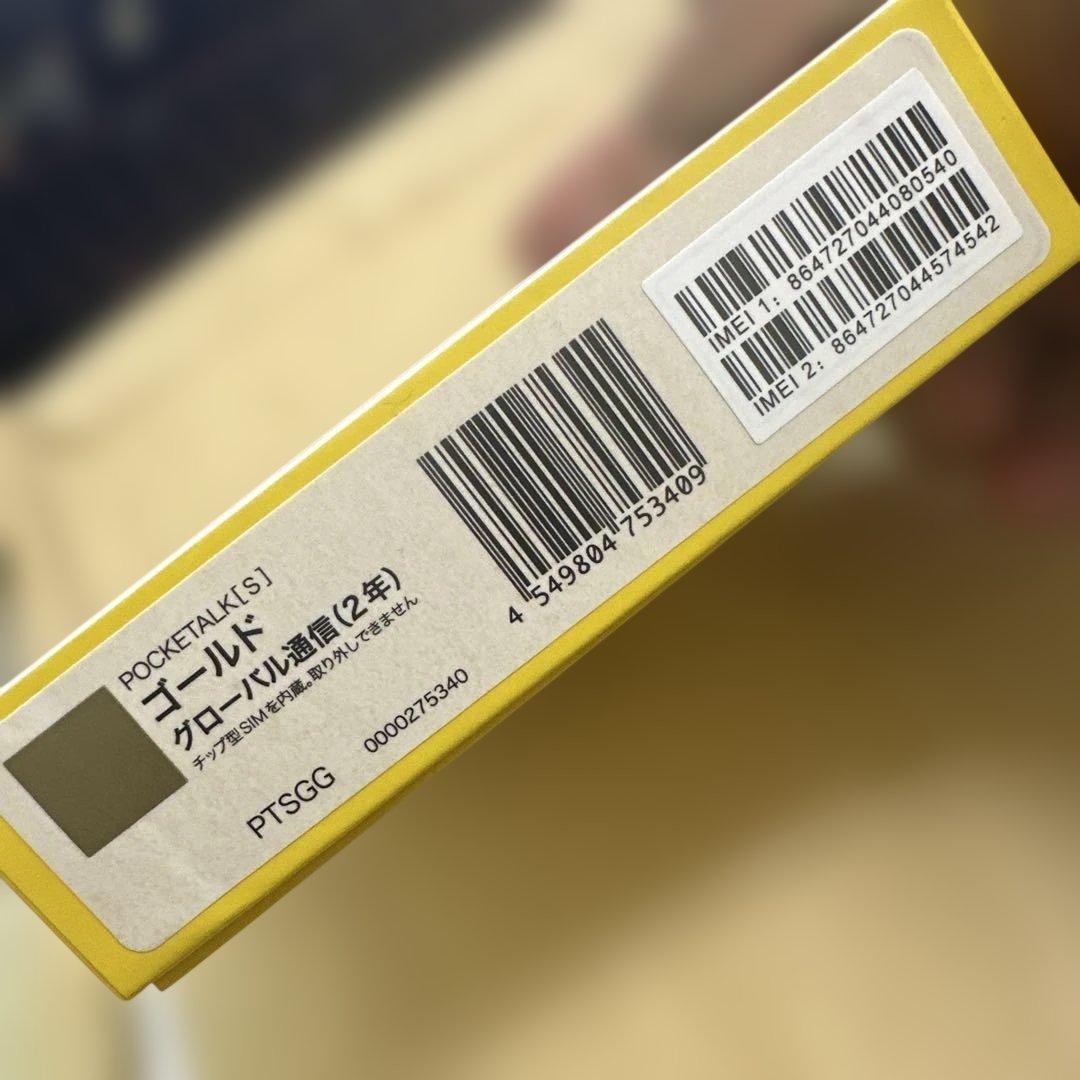 POCKETALK[S]
ゴールド
グローバル通信(2年)
チップ型SIMを内蔵。取り外しできません
PTSGG
0000275340
4 549804 753409
IMEI 1: 864727044080540
IMEI 2: 864727044574542